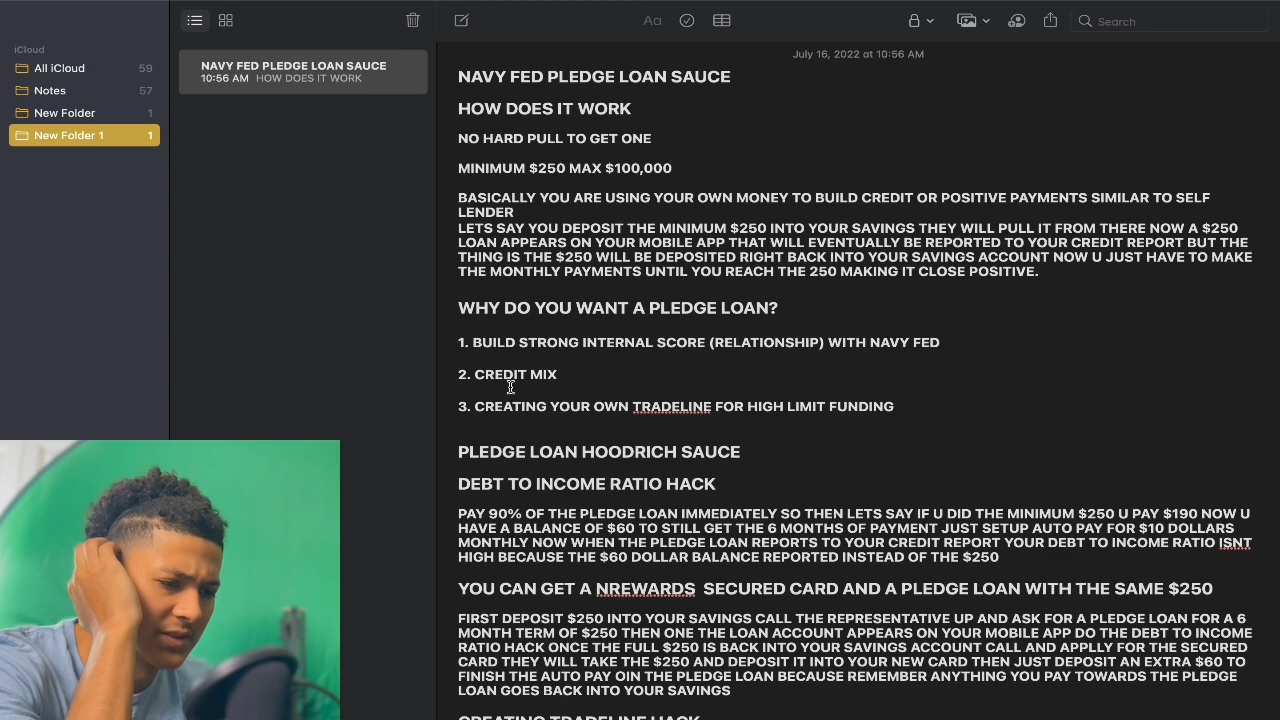 iCloud
All iCloud 59
Notes 57
New Folder 1
New Folder 1 1
NAVY FED PLEDGE LOAN SAUCE
10:56 AM HOW DOES IT WORK
Aa
Search
July 16, 2022 at 10:56 AM
NAVY FED PLEDGE LOAN SAUCE
HOW DOES IT WORK
NO HARD PULL TO GET ONE
MINIMUM $250 MAX $100,000
BASICALLY YOU ARE USING YOUR OWN MONEY TO BUILD CREDIT OR POSITIVE PAYMENTS SIMILAR TO SELF
LENDER
LETS SAY YOU DEPOSIT THE MINIMUM $250 INTO YOUR SAVINGS THEY WILL PULL IT FROM THERE NOW A $250
LOAN APPEARS ON YOUR MOBILE APP THAT WILL EVENTUALLY BE REPORTED TO YOUR CREDIT REPORT BUT THE
THING IS THE $250 WILL BE DEPOSITED RIGHT BACK INTO YOUR SAVINGS ACCOUNT NOW U JUST HAVE TO MAKE
THE MONTHLY PAYMENTS UNTIL YOU REACH THE 250 MAKING IT CLOSE POSITIVE.
WHY DO YOU WANT A PLEDGE LOAN?
1. BUILD STRONG INTERNAL SCORE (RELATIONSHIP) WITH NAVY FED
2. CREDIT MIX
3. CREATING YOUR OWN TRADELINE FOR HIGH LIMIT FUNDING
PLEDGE LOAN HOODRICH SAUCE
DEBT TO INCOME RATIO HACK
PAY 90% OF THE PLEDGE LOAN IMMEDIATELY SO THEN LETS SAY IF U DID THE MINIMUM $250 U PAY $190 NOW U
HAVE A BALANCE OF $60 TO STILL GET THE 6 MONTHS OF PAYMENT JUST SETUP AUTO PAY FOR $10 DOLLARS
MONTHLY NOW WHEN THE PLEDGE LOAN REPORTS TO YOUR CREDIT REPORT YOUR DEBT TO INCOME RATIO ISNT
HIGH BECAUSE THE $60 DOLLAR BALANCE REPORTED INSTEAD OF THE $250
YOU CAN GET A NREWARDS SECURED CARD AND A PLEDGE LOAN WITH THE SAME $250
FIRST DEPOSIT $250 INTO YOUR SAVINGS CALL THE REPRESENTATIVE UP AND ASK FOR A PLEDGE LOAN FOR A 6
MONTH TERM OF $250 THEN ONE THE LOAN ACCOUNT APPEARS ON YOUR MOBILE APP DO THE DEBT TO INCOME
RATIO HACK ONCE THE FULL $250 IS BACK INTO YOUR SAVINGS ACCOUNT CALL AND APPLLY FOR THE SECURED
CARD THEY WILL TAKE THE $250 AND DEPOSIT IT INTO YOUR NEW CARD THEN JUST DEPOSIT AN EXTRA $60 TO
FINISH THE AUTO PAY OIN THE PLEDGE LOAN BECAUSE REMEMBER ANYTHING YOU PAY TOWARDS THE PLEDGE
LOAN GOES BACK INTO YOUR SAVINGS
CREATING TRADELINE HACK